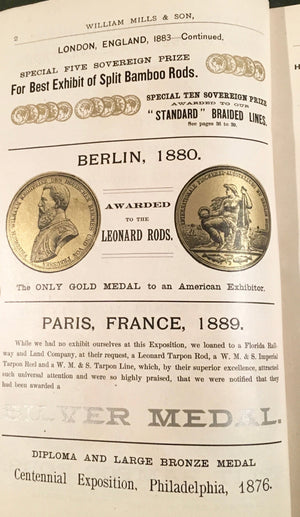 2
WILLIAM MILLS & SON,
LONDON, ENGLAND, 1883—Continued.
SPECIAL FIVE SOVEREIGN PRIZE
For Best Exhibit of Split Bamboo Rods.
SPECIAL TEN SOVEREIGN PRIZE
AWARDED TO OUR
"STANDARD" BRAIDED LINES.
See pages 36 to 39.
BERLIN, 1880.
AWARDED
TO THE
LEONARD RODS.
The ONLY GOLD MEDAL to an American Exhibitor.
PARIS, FRANCE, 1889.
While we had no exhibit ourselves at this Exposition, we loaned to a Florida Rail-
way and Land Company, at their request, a Leonard Tarpon Rod, a W. M. & S. Imperial
Tarpon Reel and a W. M. & S. Tarpon Line, which, by their superior excellence, attracted
such universal attention and were so highly praised, that we were notified that they
had been awarded a
SILVER MEDAL.
DIPLOMA AND LARGE BRONZE MEDAL
Centennial Exposition, Philadelphia, 1876.